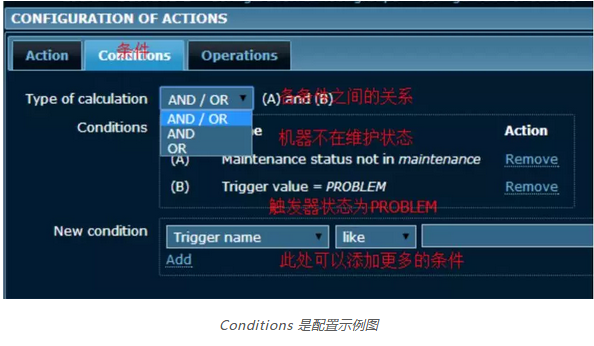 CONFIGURATION OF ACTIONS
Action Conditions Operations
条件
Type of calculation AND / OR (A) and (B) 各条件之间的关系
AND / OR
AND
OR
Conditions Action
机器不在维护状态
(A) Maintenance status not in maintenance Remove
(B) Trigger value = PROBLEM Remove
触发器状态为PROBLEM
New condition Trigger name like
Add 此处可以添加更多的条件
Conditions 是配置示例图